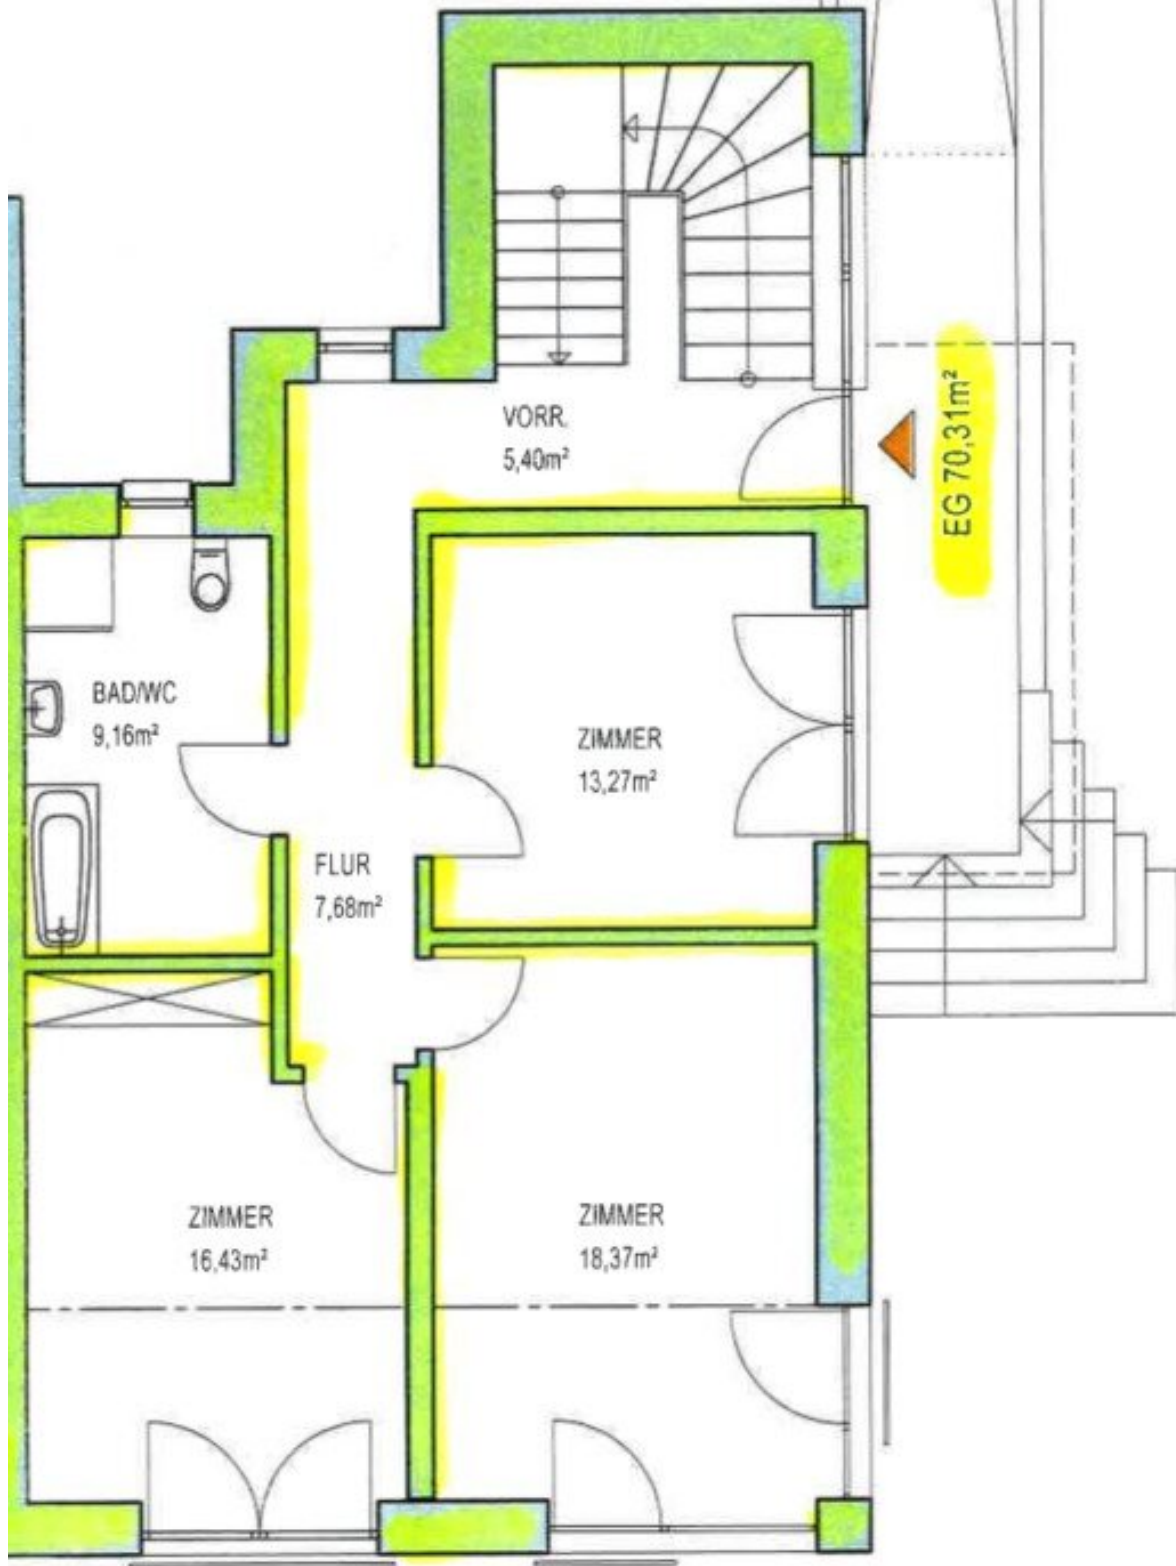 VORR.
5,40m²
EG 70,31m²
BAD/WC
9,16m²
ZIMMER
13,27m²
FLUR
7,68m²
ZIMMER
16,43m²
ZIMMER
18,37m²